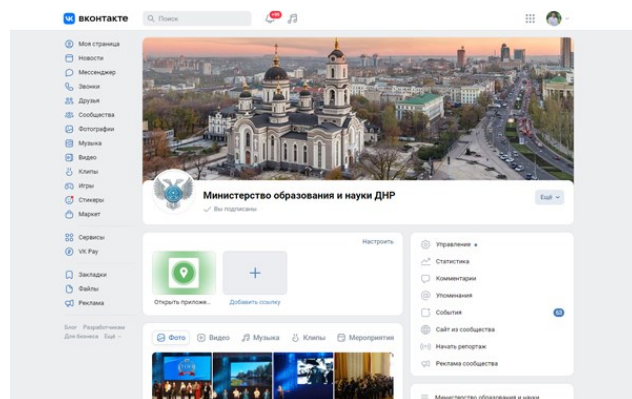 вконтакте
Поиск
Моя страница
Новости
Мессенджер
Звонки
Друзья
Сообщества
Фотографии
Музыка
Видео
Клипы
Игры
Стикеры
Маркет
Сервисы
VK Pay
Закладки
Файлы
Реклама
Блог Разработчикам
Для бизнеса Ещё
Министерство образования и науки ДНР
Вы подписаны
Ещё
Настроить
Открыть приложе...
Добавить ссылку
Фото Видео Музыка Клипы Мероприятия
Управление
Статистика
Комментарии
Упоминания
События 63
Сайт из сообщества
Начать репортаж
Реклама сообщества
Министерство образования и науки